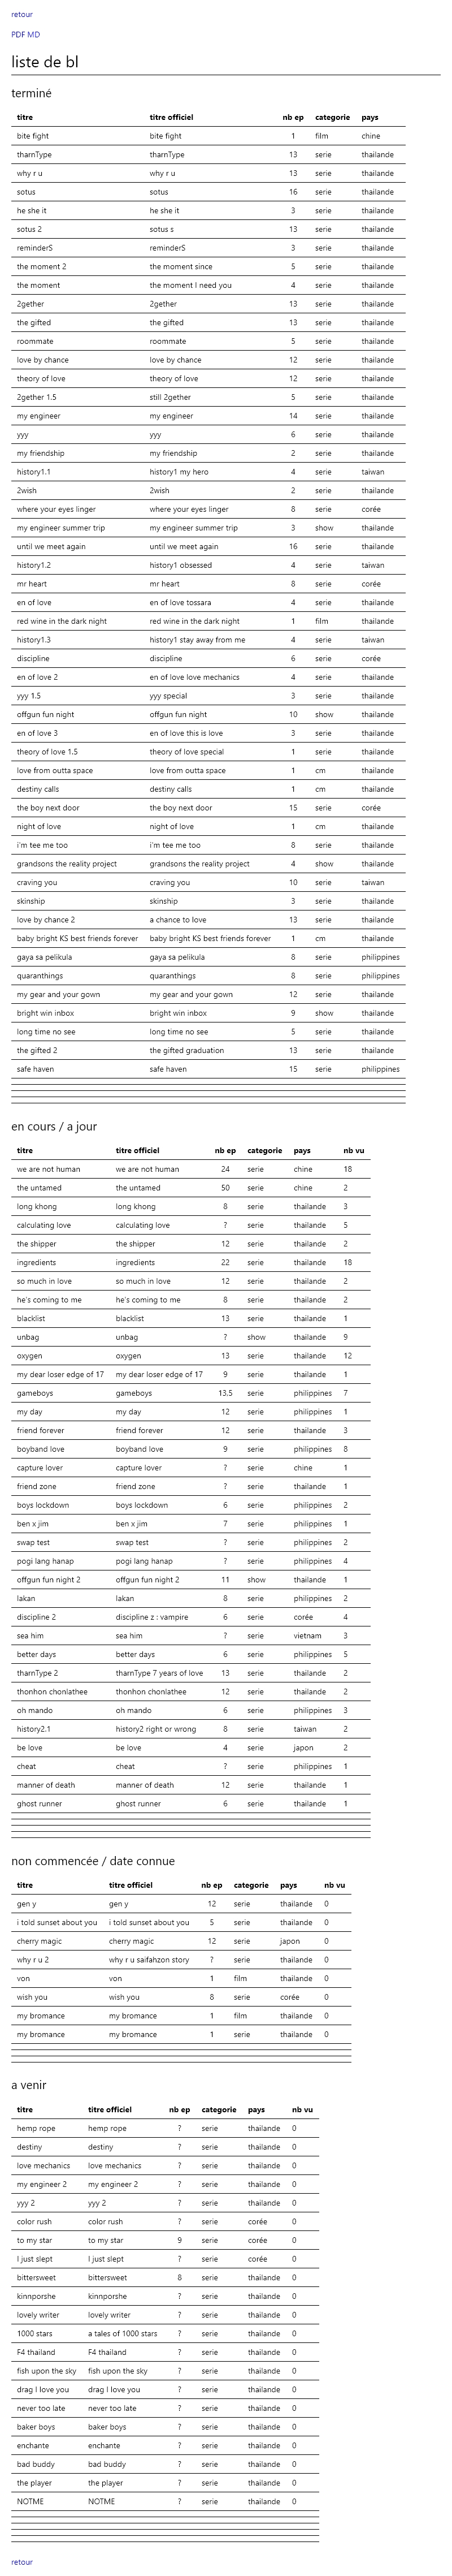 retour
PDF MD
liste de bl
terminé
titre titre officiel nb ep categorie pays
bite fight bite fight 1 film chine
tharnType tharnType 13 serie thailande
why r u why r u 13 serie thailande
sotus sotus 16 serie thailande
he she it he she it 3 serie thailande
sotus 2 sotus s 13 serie thailande
reminderS reminderS 3 serie thailande
the moment 2 the moment since 5 serie thailande
the moment the moment I need you 4 serie thailande
2gether 2gether 13 serie thailande
the gifted the gifted 13 serie thailande
roommate roommate 5 serie thailande
love by chance love by chance 12 serie thailande
theory of love theory of love 12 serie thailande
2gether 1.5 still 2gether 5 serie thailande
my engineer my engineer 14 serie thailande
yyy yyy 6 serie thailande
my friendship my friendship 2 serie thailande
history1.1 history1 my hero 4 serie taiwan
2wish 2wish 2 serie thailande
where your eyes linger where your eyes linger 8 serie corée
my engineer summer trip my engineer summer trip 3 show thailande
until we meet again until we meet again 16 serie thailande
history1.2 history1 obsessed 4 serie taiwan
mr heart mr heart 8 serie corée
en of love en of love tossara 4 serie thailande
red wine in the dark night red wine in the dark night 1 film thailande
history1.3 history1 stay away from me 4 serie taiwan
discipline discipline 6 serie corée
en of love 2 en of love love mechanics 4 serie thailande
yyy 1.5 yyy special 3 serie thailande
offgun fun night offgun fun night 10 show thailande
en of love 3 en of love this is love 3 serie thailande
theory of love 1.5 theory of love special 1 serie thailande
love from outta space love from outta space 1 cm thailande
destiny calls destiny calls 1 cm thailande
the boy next door the boy next door 15 serie corée
night of love night of love 1 cm thailande
i'm tee me too i'm tee me too 8 serie thailande
grandsons the reality project grandsons the reality project 4 show thailande
craving you craving you 10 serie taiwan
skinship skinship 3 serie thailande
love by chance 2 a chance to love 13 serie thailande
baby bright KS best friends forever baby bright KS best friends forever 1 cm thailande
gaya sa pelikula gaya sa pelikula 8 serie philippines
quaranthings quaranthings 8 serie philippines
my gear and your gown my gear and your gown 12 serie thailande
bright win inbox bright win inbox 9 show thailande
long time no see long time no see 5 serie thailande
the gifted 2 the gifted graduation 13 serie thailande
safe haven safe haven 15 serie philippines
en cours / a jour
titre titre officiel nb ep categorie pays nb vu
we are not human we are not human 24 serie chine 18
the untamed the untamed 50 serie chine 2
long khong long khong 8 serie thailande 3
calculating love calculating love ? serie thailande 5
the shipper the shipper 12 serie thailande 2
ingredients ingredients 22 serie thailande 18
so much in love so much in love 12 serie thailande 2
he's coming to me he's coming to me 8 serie thailande 2
blacklist blacklist 13 serie thailande 1
unbag unbag ? show thailande 9
oxygen oxygen 13 serie thailande 12
my dear loser edge of 17 my dear loser edge of 17 9 serie thailande 1
gameboys gameboys 13.5 serie philippines 7
my day my day 12 serie philippines 1
friend forever friend forever 12 serie thailande 3
boyband love boyband love 9 serie philippines 8
capture lover capture lover ? serie chine 1
friend zone friend zone ? serie thailande 1
boys lockdown boys lockdown 6 serie philippines 2
ben x jim ben x jim 7 serie philippines 1
swap test swap test ? serie philippines 2
pogi lang hanap pogi lang hanap ? serie philippines 4
offgun fun night 2 offgun fun night 2 11 show thailande 1
lakan lakan 8 serie philippines 2
discipline 2 discipline z : vampire 6 serie corée 4
sea him sea him ? serie vietnam 3
better days better days 6 serie philippines 5
tharnType 2 tharnType 7 years of love 13 serie thailande 2
thonhon chonlathee thonhon chonlathee 12 serie thailande 2
oh mando oh mando 6 serie philippines 3
history2.1 history2 right or wrong 8 serie taiwan 2
be love be love 4 serie japon 2
cheat cheat ? serie philippines 1
manner of death manner of death 12 serie thailande 1
ghost runner ghost runner 6 serie thailande 1
non commencée / date connue
titre titre officiel nb ep categorie pays nb vu
gen y gen y 12 serie thailande 0
i told sunset about you i told sunset about you 5 serie thailande 0
cherry magic cherry magic 12 serie japon 0
why r u 2 why r u saifahzon story ? serie thailande 0
von von 1 film thailande 0
wish you wish you 8 serie corée 0
my bromance my bromance 1 film thailande 0
my bromance my bromance 1 serie thailande 0
a venir
titre titre officiel nb ep categorie pays nb vu
hemp rope hemp rope ? serie thailande 0
destiny destiny ? serie thailande 0
love mechanics love mechanics ? serie thailande 0
my engineer 2 my engineer 2 ? serie thailande 0
yyy 2 yyy 2 ? serie thailande 0
color rush color rush ? serie corée 0
to my star to my star 9 serie corée 0
I just slept I just slept ? serie corée 0
bittersweet bittersweet 8 serie thailande 0
kinnporshe kinnporshe ? serie thailande 0
lovely writer lovely writer ? serie thailande 0
1000 stars a tales of 1000 stars ? serie thailande 0
F4 thailand F4 thailand ? serie thailande 0
fish upon the sky fish upon the sky ? serie thailande 0
drag I love you drag I love you ? serie thailande 0
never too late never too late ? serie thailande 0
baker boys baker boys ? serie thailande 0
enchante enchante ? serie thailande 0
bad buddy bad buddy ? serie thailande 0
the player the player ? serie thailande 0
NOTME NOTME ? serie thailande 0
retour